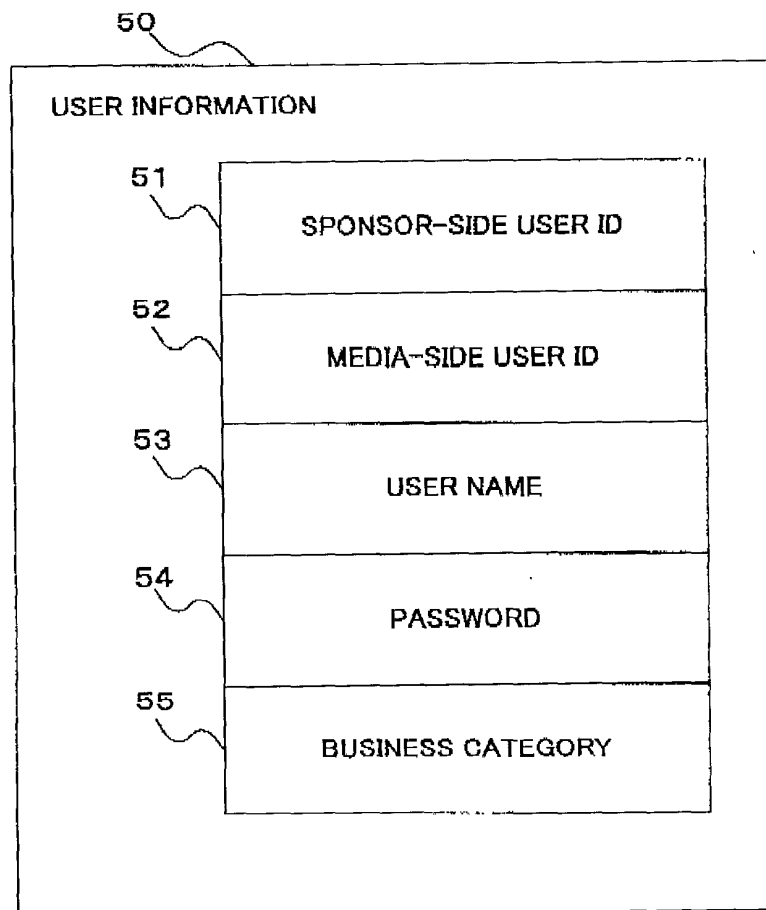 50
USER INFORMATION
51
SPONSOR-SIDE USER ID
52
MEDIA-SIDE USER ID
53
USER NAME
54
PASSWORD
55
BUSINESS CATEGORY